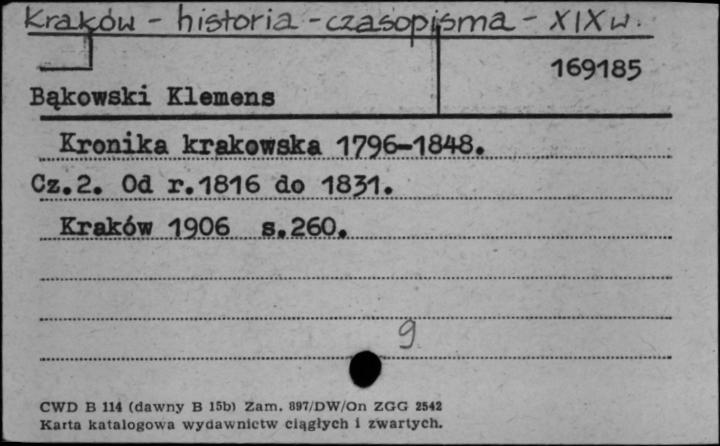 Kraków - historia - czasopisma - XIX w.
169185
Bąkowski Klemens
Kronika krakowska 1796-1848.
Cz.2. Od r.1816 do 1831.
Kraków 1906 s.260.
9
CWD B 114 (dawny B 15b) Zam. 897/DW/On ZGG 2542
Karta katalogowa wydawnictw ciągłych i zwartych.